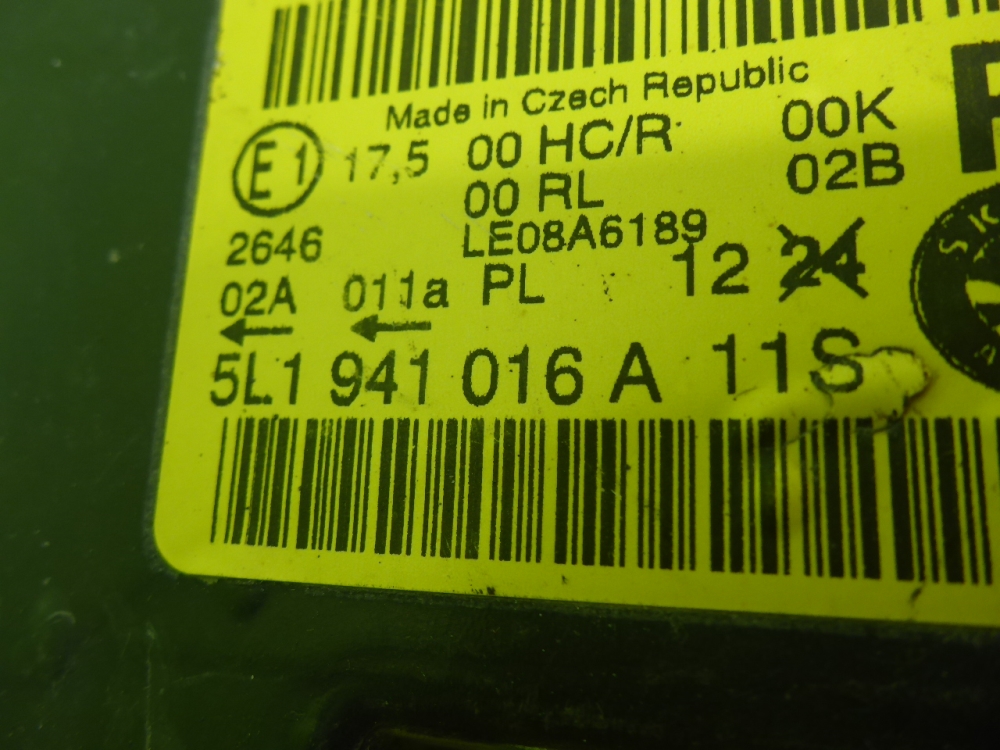 Made in Czech Republic
E1 17,5 00 HC/R 00K
00 RL 02B
2646 LE08A6189
02A 011a PL 12 24
5L1 941 016 A 11S